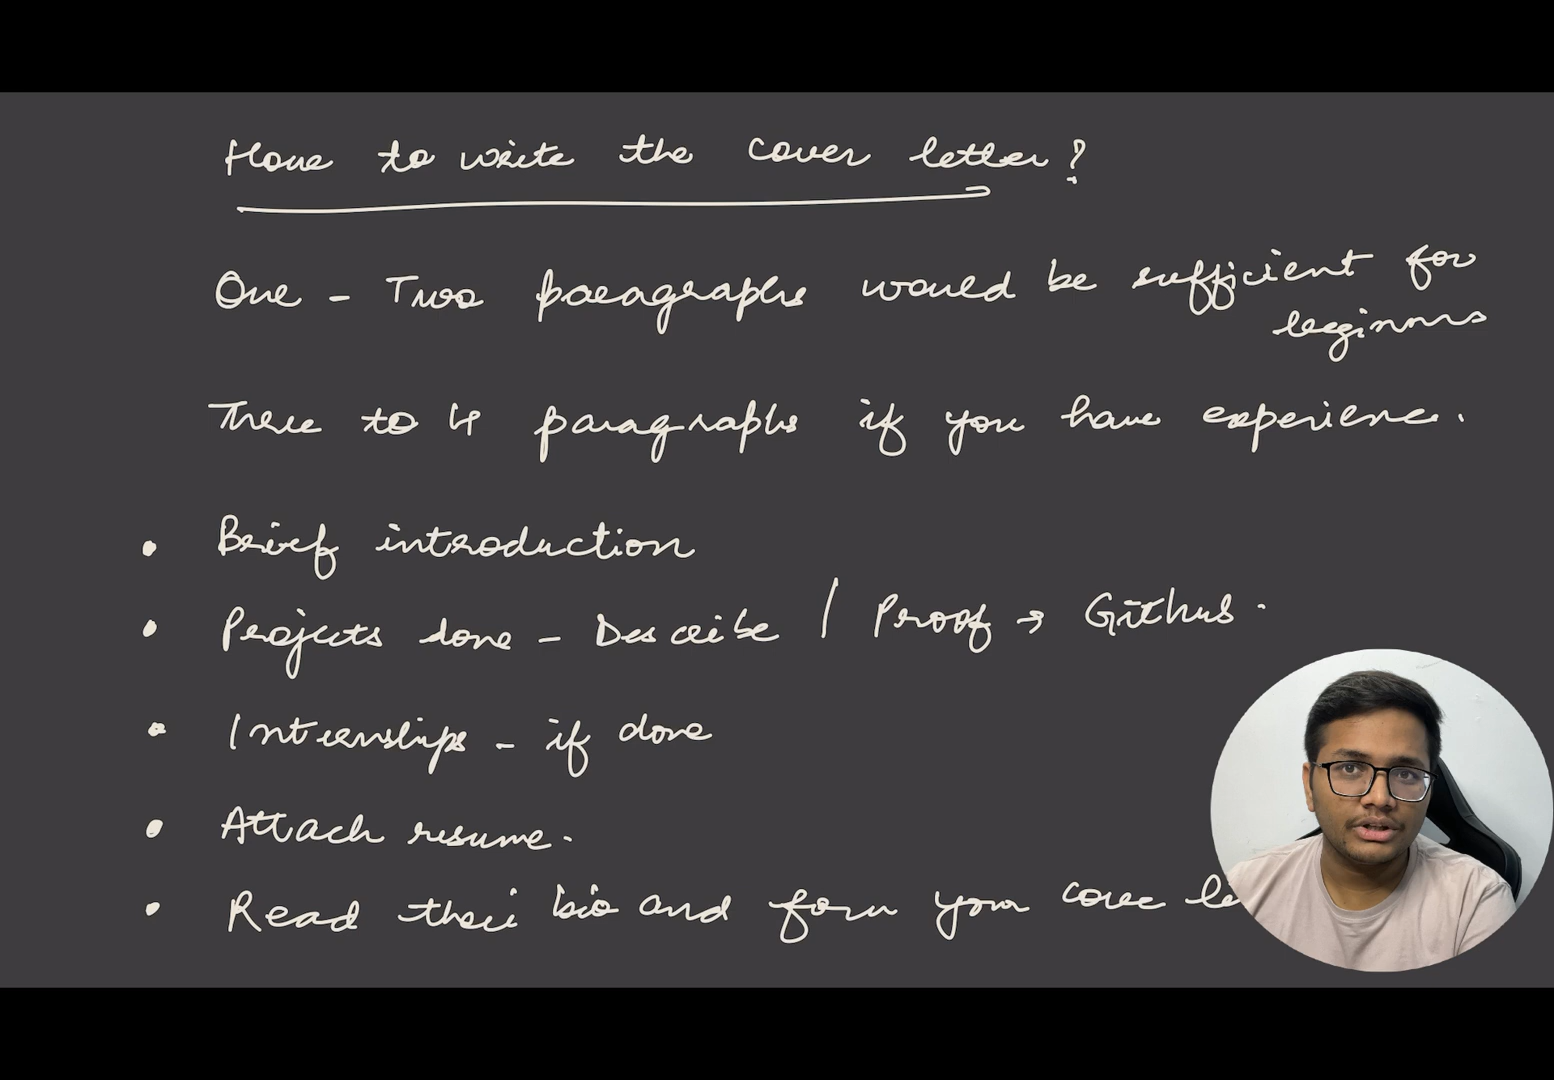 How to write the cover letter?
One - Two paragraphs would be sufficient for
beginners
Three to 4 paragraphs if you have experience.
• Brief introduction
• Projects done - Describe / Proof → Github.
• Internships - if done
• Attach resume.
• Read their bio and form your cover le